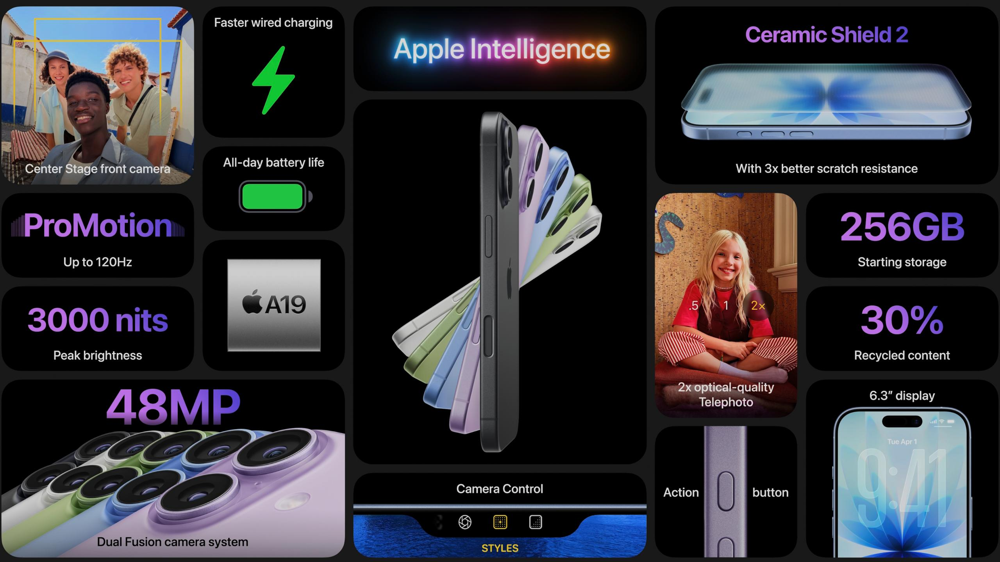 Center Stage front camera
Faster wired charging
Apple Intelligence
Ceramic Shield 2
With 3x better scratch resistance
All-day battery life
ProMotion
Up to 120Hz
3000 nits
Peak brightness
A19
.5 1 2×
2x optical-quality
Telephoto
256GB
Starting storage
30%
Recycled content
48MP
Dual Fusion camera system
Camera Control
STYLES
Action button
6.3” display
Tue Apr 1
9:41